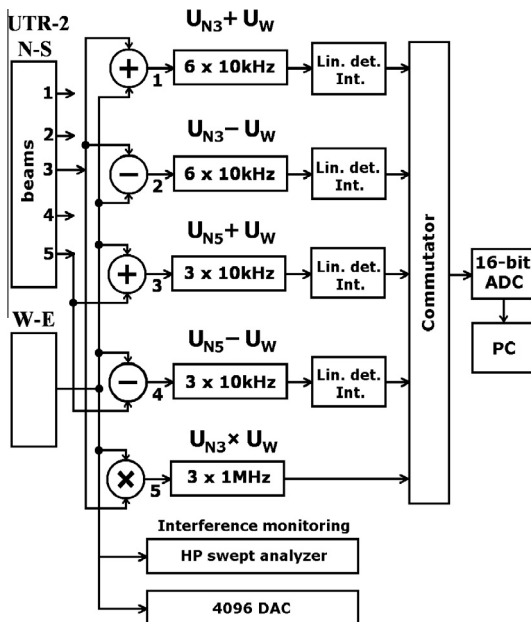 UTR-2
N-S
beams
1
2
3
4
5
W-E
U_N3 + U_W
1
6 x 10kHz
Lin. det.
Int.
U_N3 − U_W
2
6 x 10kHz
Lin. det.
Int.
U_N5 + U_W
3
3 x 10kHz
Lin. det.
Int.
U_N5 − U_W
4
3 x 10kHz
Lin. det.
Int.
U_N3 × U_W
5
3 x 1MHz
Commutator
16-bit
ADC
PC
Interference monitoring
HP swept analyzer
4096 DAC